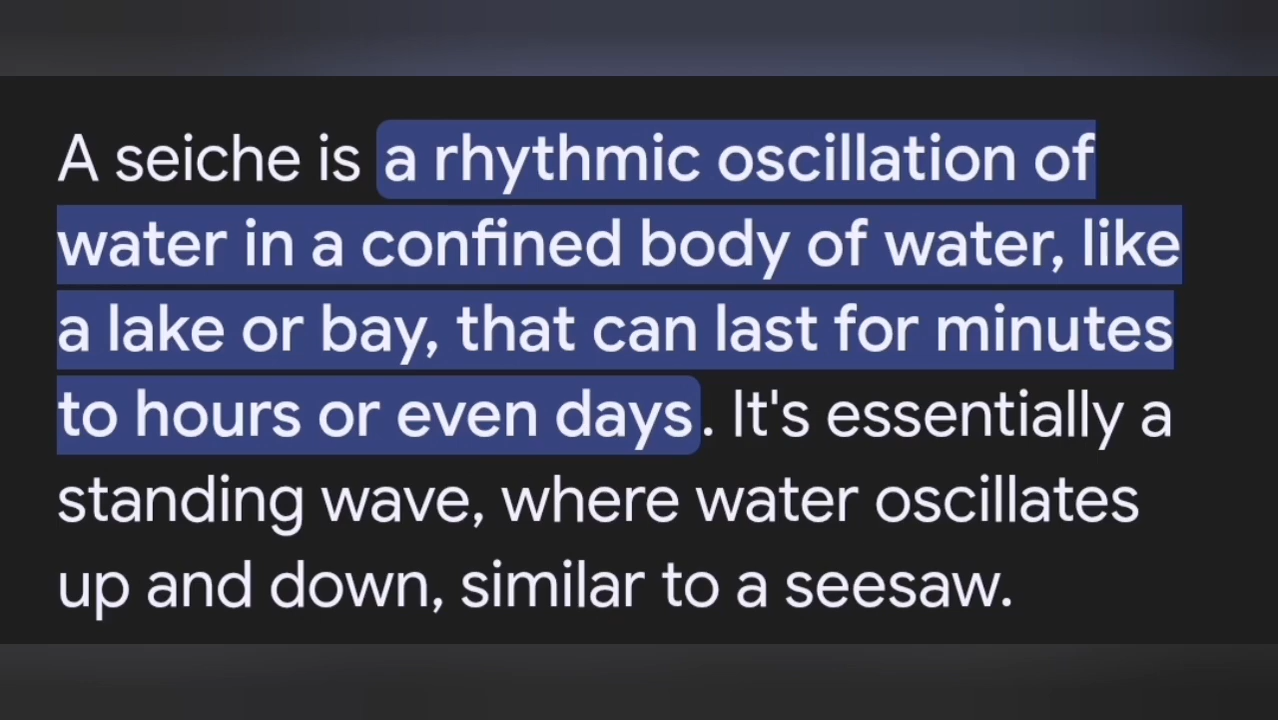 A seiche is a rhythmic oscillation of
water in a confined body of water, like
a lake or bay, that can last for minutes
to hours or even days. It's essentially a
standing wave, where water oscillates
up and down, similar to a seesaw.